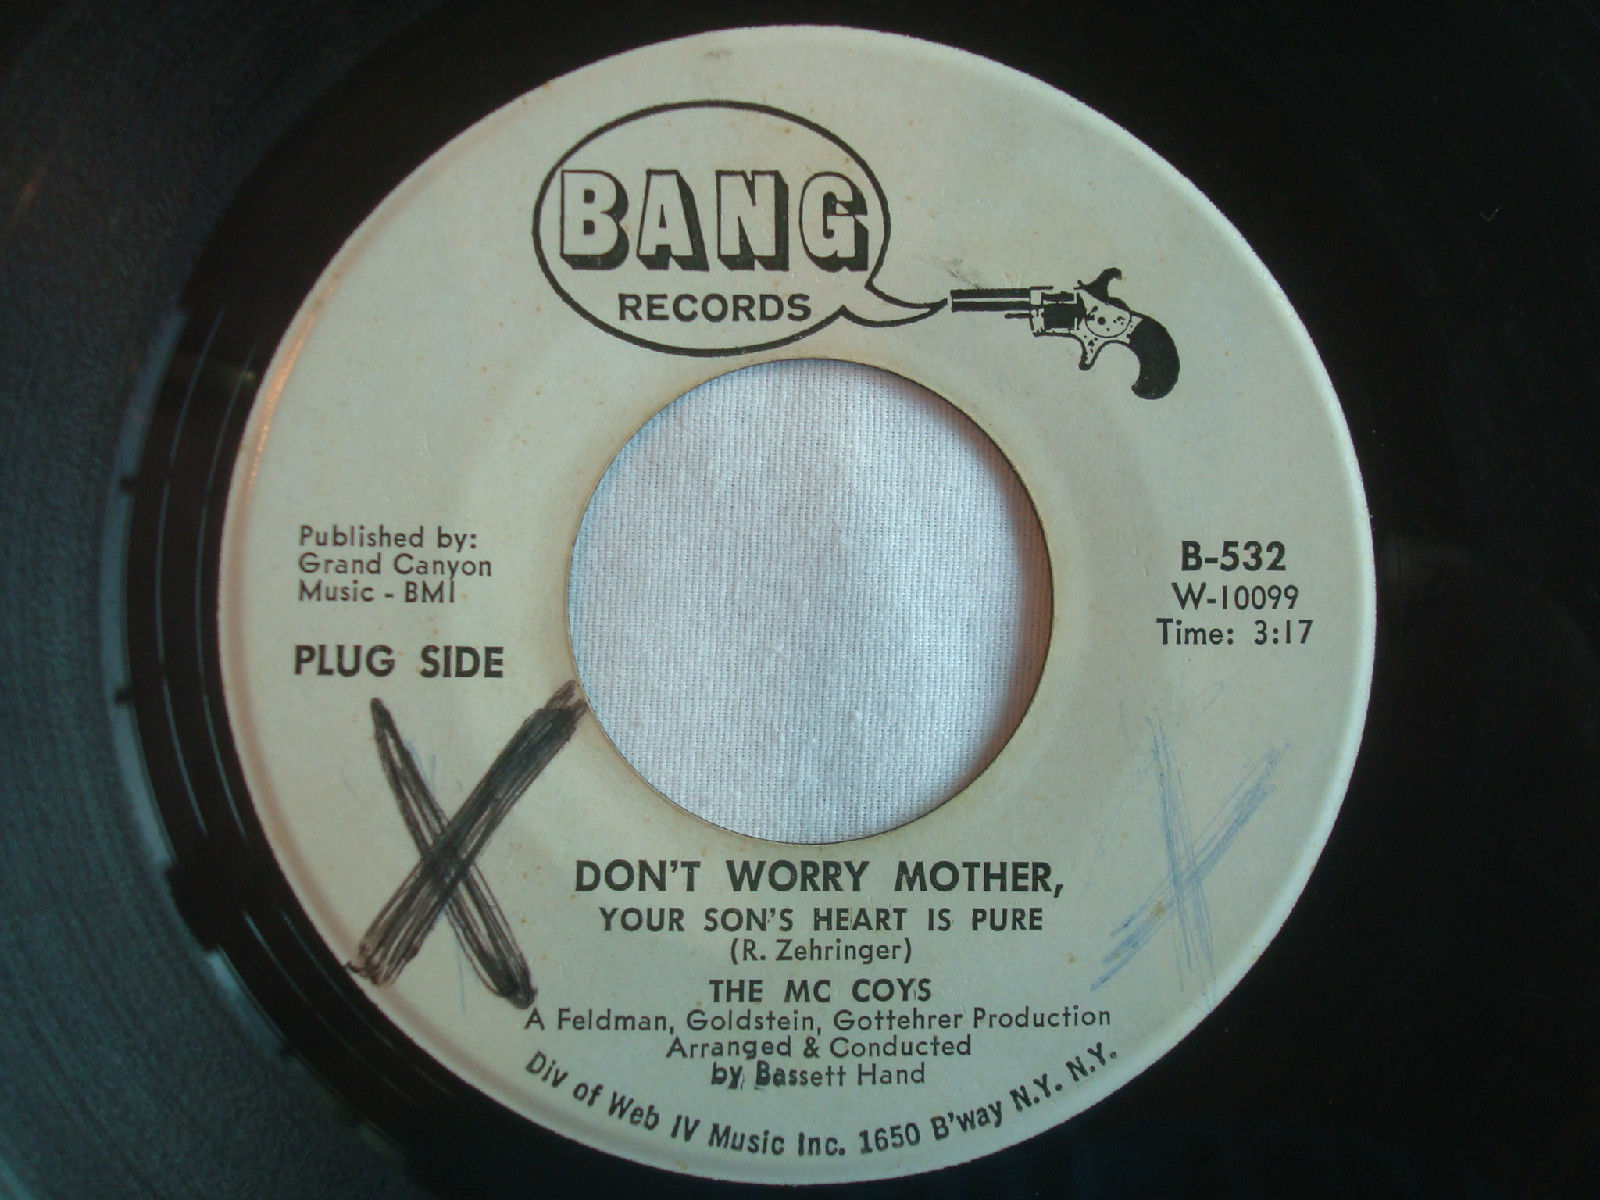 BANG
RECORDS
Published by:
Grand Canyon
Music - BMI
PLUG SIDE
B-532
W-10099
Time: 3:17
DON'T WORRY MOTHER,
YOUR SON'S HEART IS PURE
(R. Zehringer)
THE MC COYS
A Feldman, Goldstein, Gottehrer Production
Arranged & Conducted
by Bassett Hand
Div of Web IV Music Inc. 1650 B'way N.Y. N.Y.